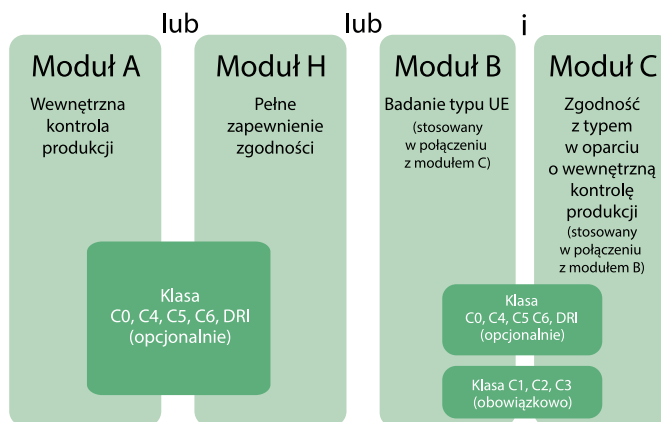 lub
lub
i
Moduł A
Wewnętrzna
kontrola
produkcji
Moduł H
Pełne
zapewnienie
zgodności
Moduł B
Badanie typu UE
(stosowany
w połączeniu
z modułem C)
Moduł C
Zgodność
z typem
w oparciu
o wewnętrzną
kontrolę
produkcji
(stosowany
w połączeniu
z modułem B)
Klasa
C0, C4, C5, C6, DRI
(opcjonalnie)
Klasa
C0, C4, C5 C6, DRI
(opcjonalnie)
Klasa C1, C2, C3
(obowiązkowo)